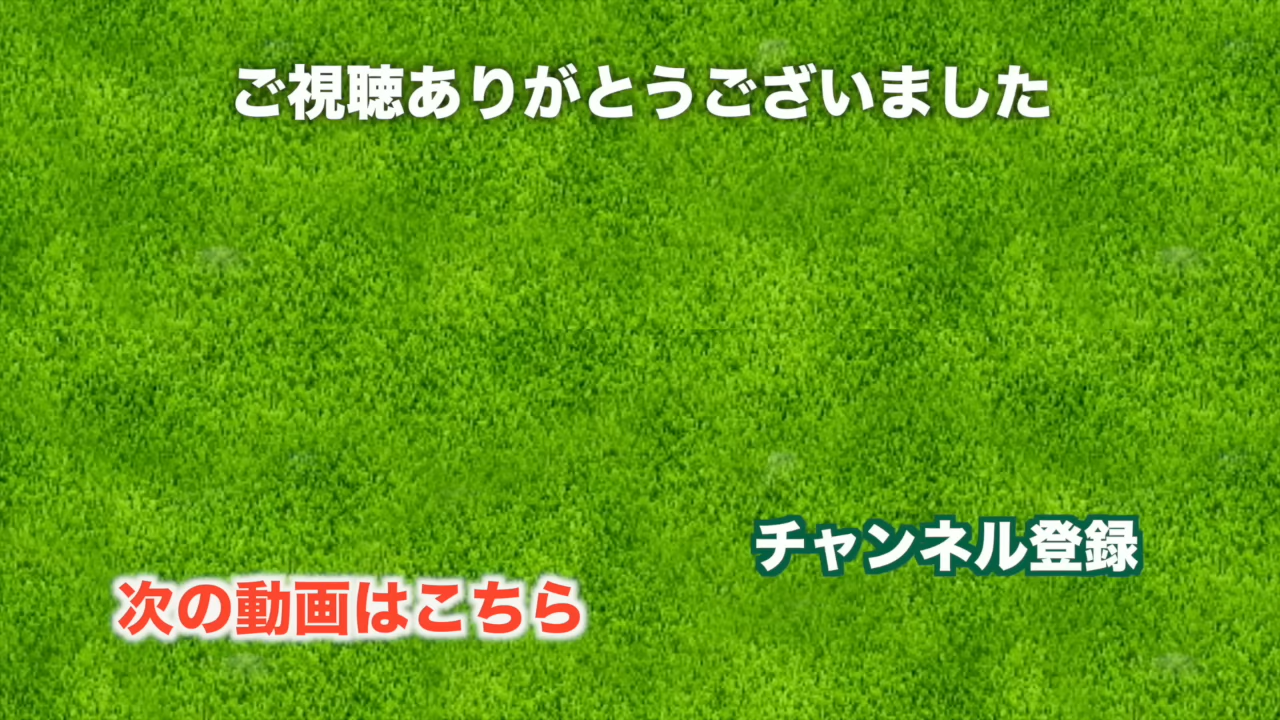 ご視聴ありがとうございました
チャンネル登録
次の動画はこちら